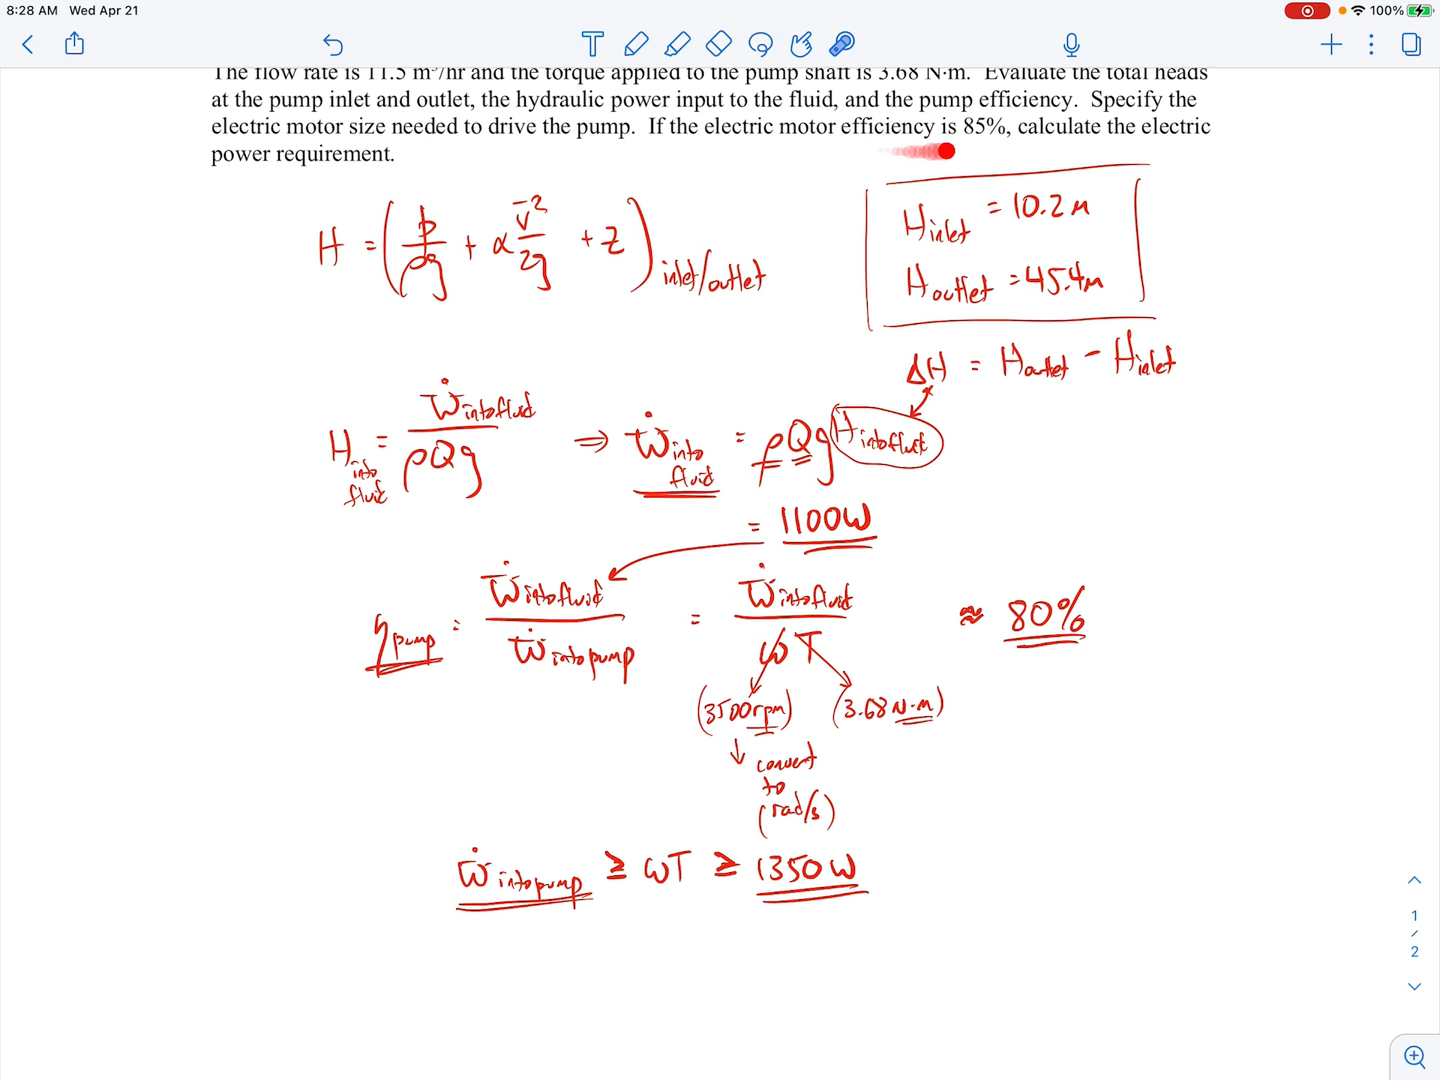 8:28 AM Wed Apr 21
100%
The flow rate is 11.5 m³/hr and the torque applied to the pump shaft is 3.68 N·m. Evaluate the total heads
at the pump inlet and outlet, the hydraulic power input to the fluid, and the pump efficiency. Specify the
electric motor size needed to drive the pump. If the electric motor efficiency is 85%, calculate the electric
power requirement.
H = (p/ρg + α V̄²/2g + z) inlet/outlet
H inlet = 10.2 m
H outlet = 45.4 m
ΔH = H outlet - H inlet
H into fluid = Ẇ into fluid / ρQg ⇒ Ẇ into fluid = ρQg H into fluid
= 1100W
η pump = Ẇ into fluid / Ẇ into pump = Ẇ into fluid / ωT ≈ 80%
(3500 rpm) (3.68 N·m)
↓ convert
to
(rad/s)
Ẇ into pump ≥ ωT ≥ 1350 W
1
/
2